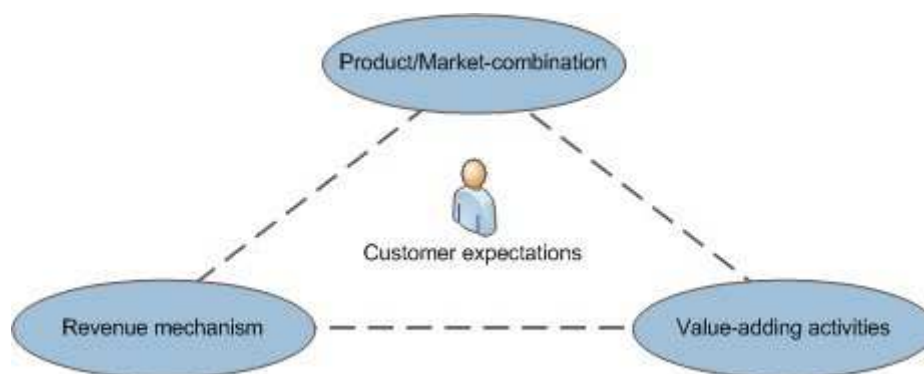 Product/Market-combination
Customer expectations
Revenue mechanism
Value-adding activities